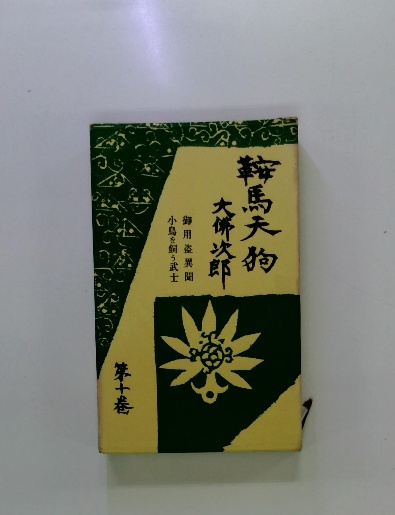 鞍馬天狗
大佛次郎
御用盗異聞
小鳥を飼う武士
第十巻